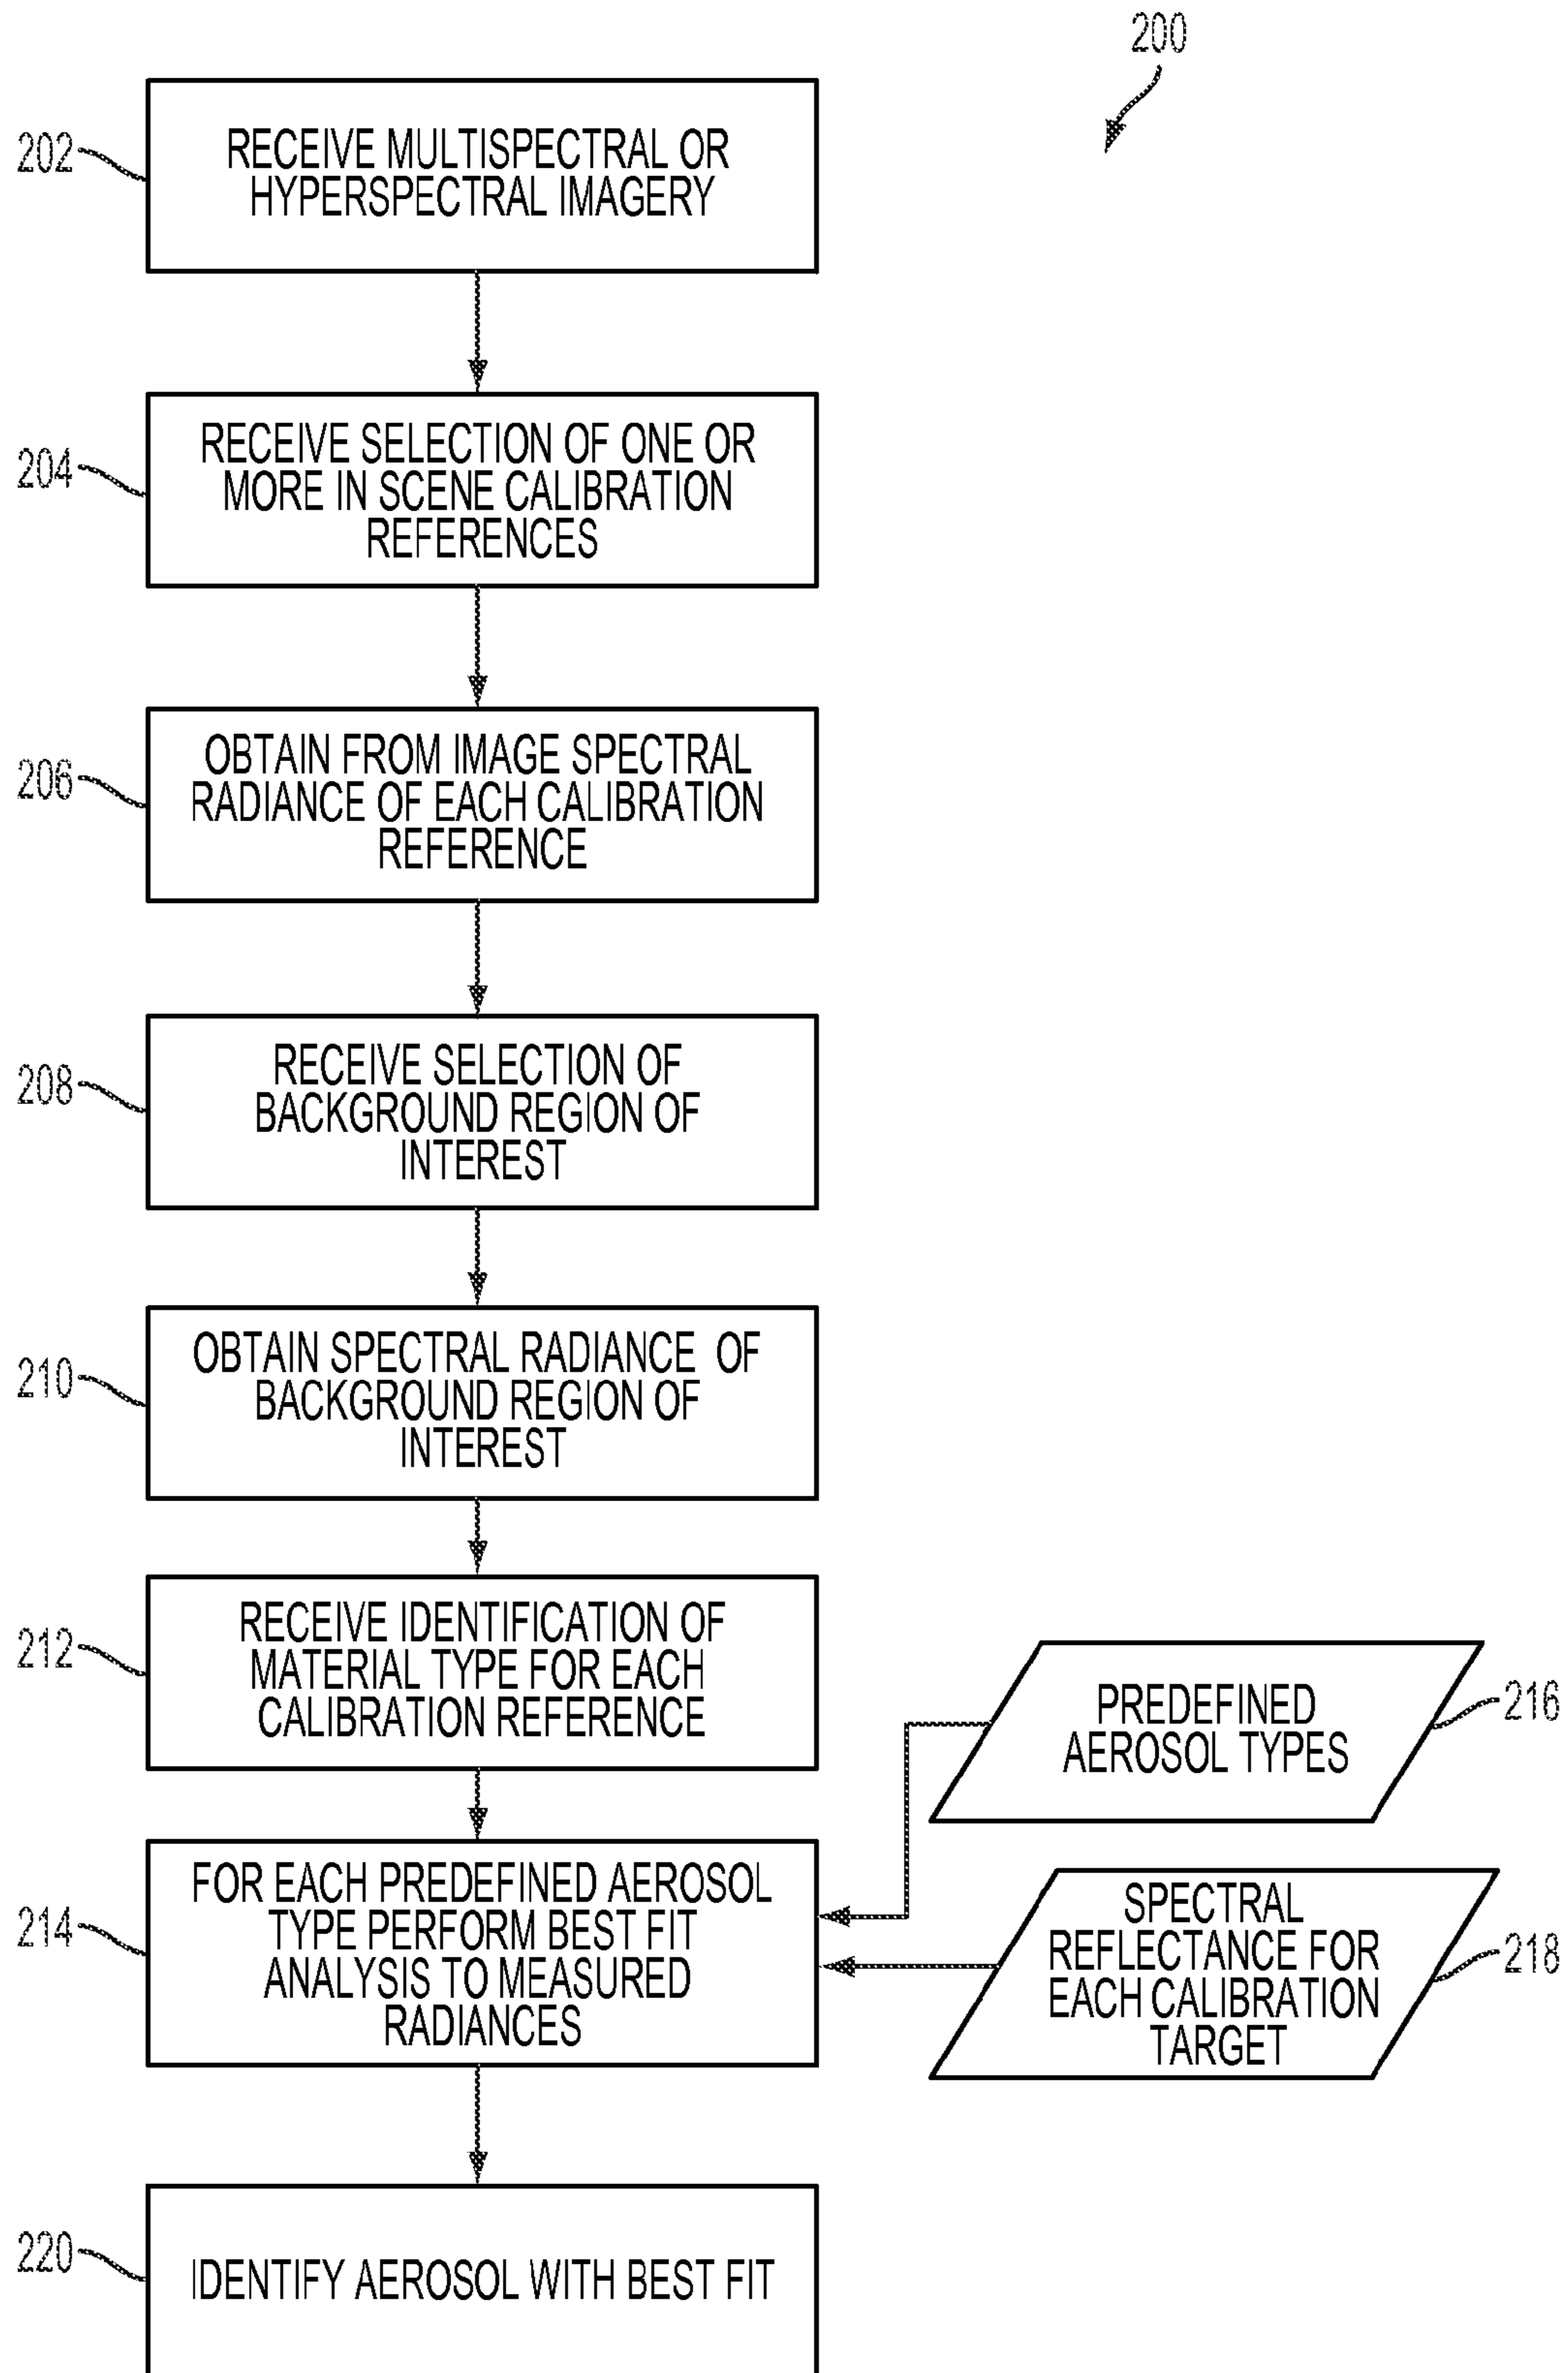 200
202
RECEIVE MULTISPECTRAL OR
HYPERSPECTRAL IMAGERY
204
RECEIVE SELECTION OF ONE OR
MORE IN SCENE CALIBRATION
REFERENCES
206
OBTAIN FROM IMAGE SPECTRAL
RADIANCE OF EACH CALIBRATION
REFERENCE
208
RECEIVE SELECTION OF
BACKGROUND REGION OF
INTEREST
210
OBTAIN SPECTRAL RADIANCE OF
BACKGROUND REGION OF
INTEREST
212
RECEIVE IDENTIFICATION OF
MATERIAL TYPE FOR EACH
CALIBRATION REFERENCE
PREDEFINED
AEROSOL TYPES
216
214
FOR EACH PREDEFINED AEROSOL
TYPE PERFORM BEST FIT
ANALYSIS TO MEASURED
RADIANCES
SPECTRAL
REFLECTANCE FOR
EACH CALIBRATION
TARGET
218
220
IDENTIFY AEROSOL WITH BEST FIT